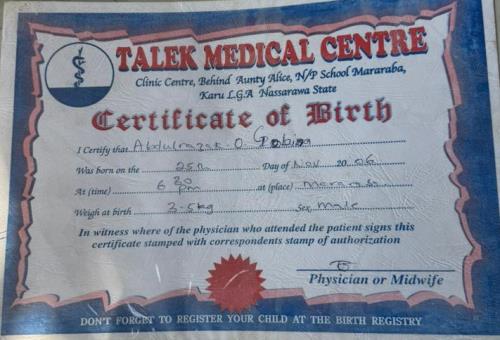 TALEK MEDICAL CENTRE
Clinic Centre, Behind Aunty Alice, N/P School Mararaba,
Karu L.G.A Nassarawa State
Certificate of Birth
I Certify that Abdulrazak O.
Was born on the 25th Day of Nov 2006
At (time) 6 30 pm at (place) Mararaba
Weigh at birth 3.5kg Sex Male
In witness where of the physician who attended the patient signs this
certificate stamped with correspondents stamp of authorization
Physician or Midwife
DON'T FORGET TO REGISTER YOUR CHILD AT THE BIRTH REGISTRY